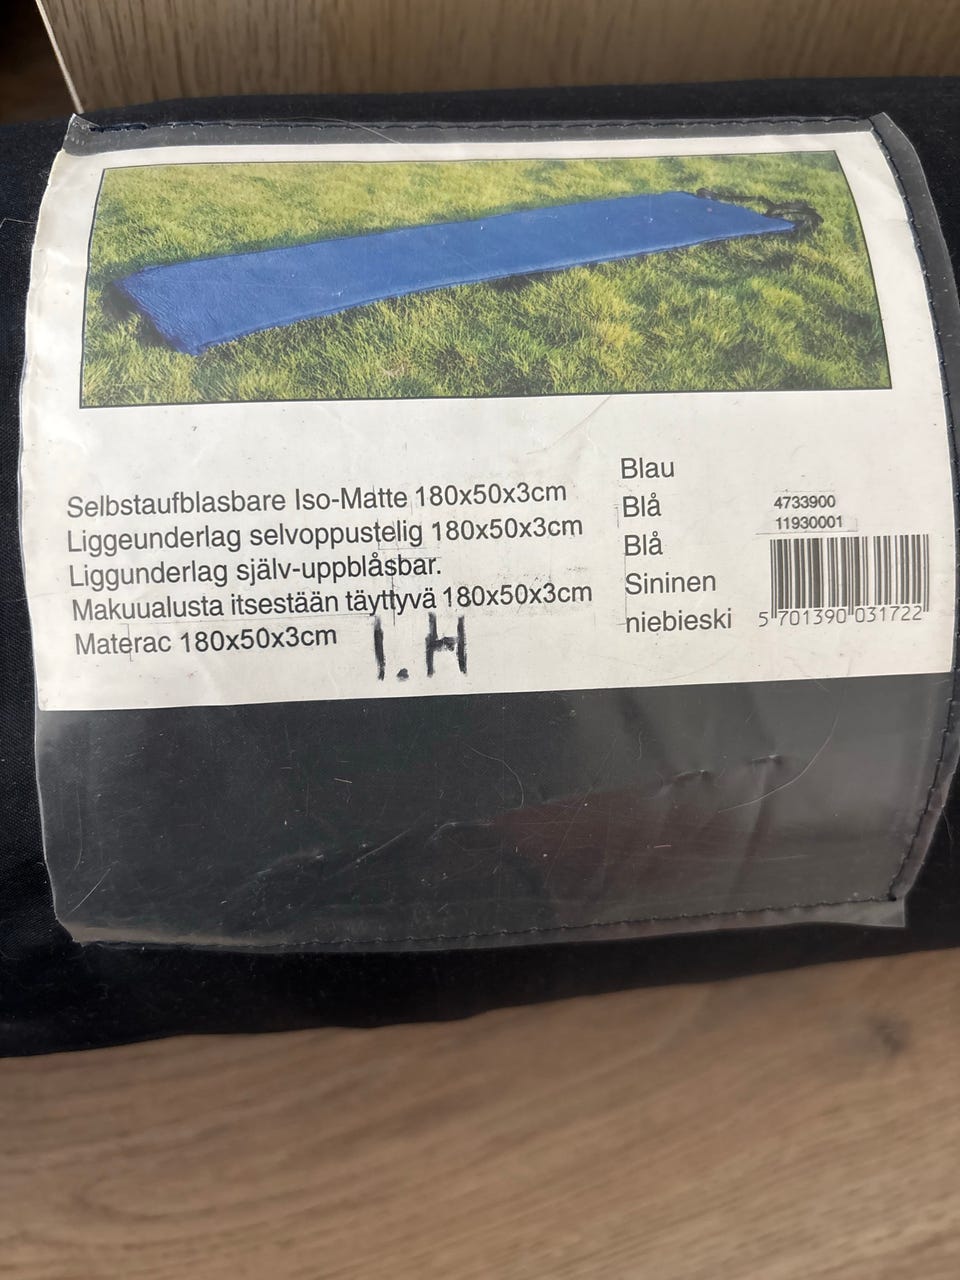 Selbstaufblasbare Iso-Matte 180x50x3cm
Liggeunderlag selvoppustelig 180x50x3cm
Liggunderlag själv-uppblåsbar.
Makuualusta itsestään täyttyvä 180x50x3cm
Materac 180x50x3cm
I.H
Blau
Blå
Blå
Sininen
niebieski
4733900
11930001
5 701390 031722